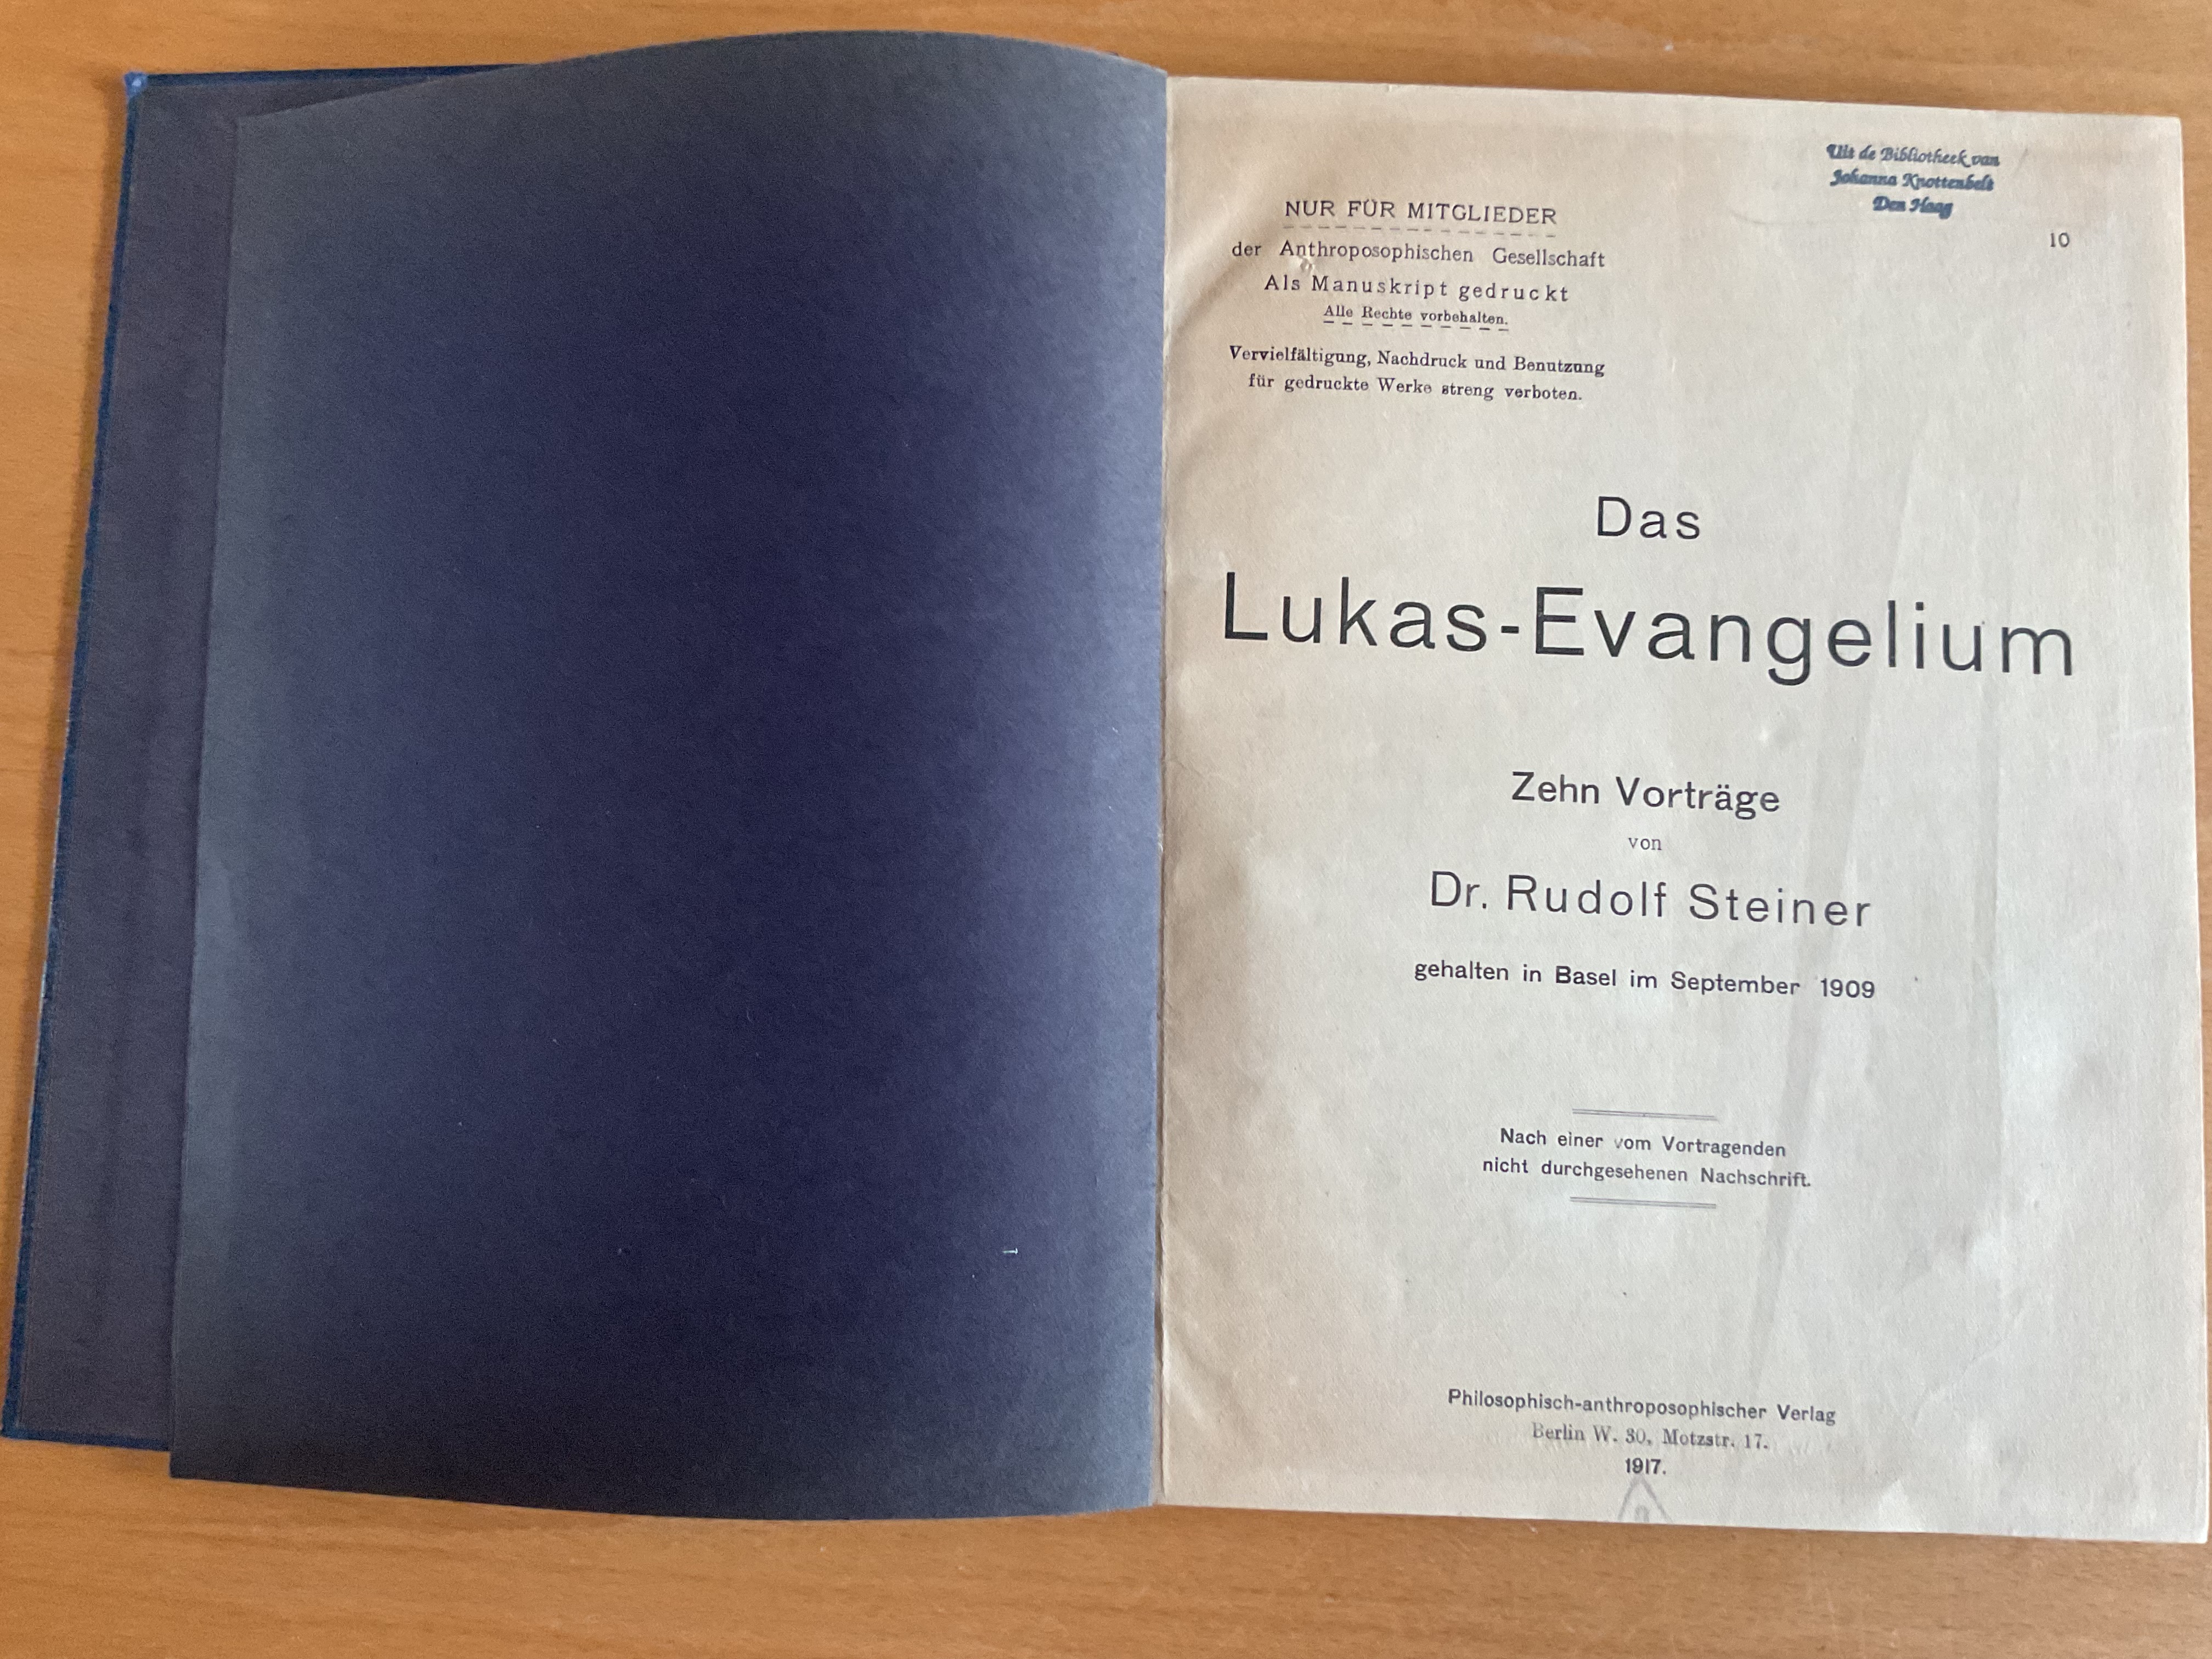 Uit de Bibliotheek van
Johanna Knottenbelt
Den Haag
10
NUR FÜR MITGLIEDER
der Anthroposophischen Gesellschaft
Als Manuskript gedruckt
Alle Rechte vorbehalten.
Vervielfältigung, Nachdruck und Benutzung
für gedruckte Werke streng verboten.
Das
Lukas-Evangelium
Zehn Vorträge
von
Dr. Rudolf Steiner
gehalten in Basel im September 1909
Nach einer vom Vortragenden
nicht durchgesehenen Nachschrift.
Philosophisch-anthroposophischer Verlag
Berlin W. 30, Motzstr. 17.
1917.